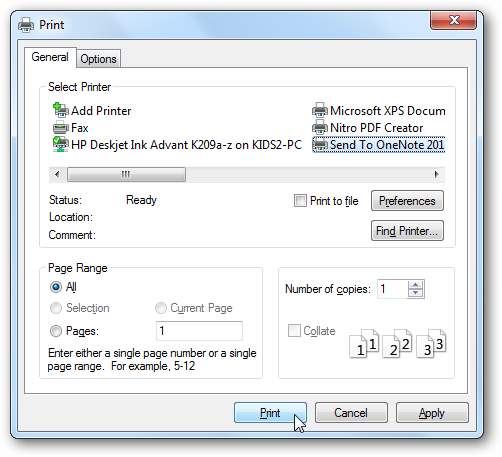 Print
General
Options
Select Printer
Add Printer
Microsoft XPS Docum
Fax
Nitro PDF Creator
HP Deskjet Ink Advant K209a-z on KIDS2-PC
Send To OneNote 201
Status:
Ready
Print to file
Preferences
Location:
Comment:
Find Printer...
Page Range
All
Selection
Current Page
Pages:
1
Enter either a single page number or a single
page range. For example, 5-12
Number of copies:
1
Collate
1 1 2 2 3 3
Print
Cancel
Apply